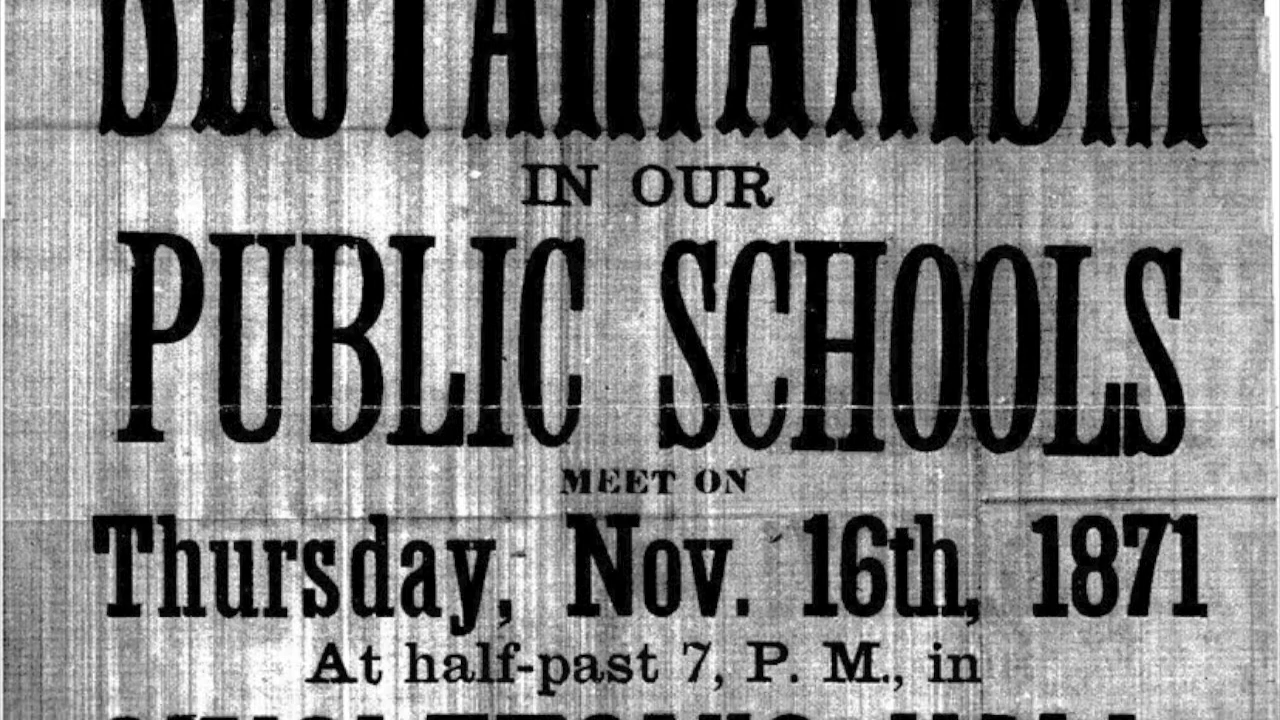 SECTARIANISM
IN OUR
PUBLIC SCHOOLS
MEET ON
Thursday, Nov. 16th, 1871
At half-past 7, P. M., in